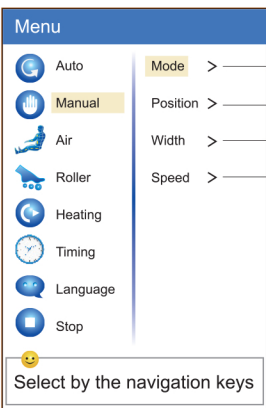 Menu
Auto
Manual
Air
Roller
Heating
Timing
Language
Stop
Mode >
Position >
Width >
Speed >
Select by the navigation keys